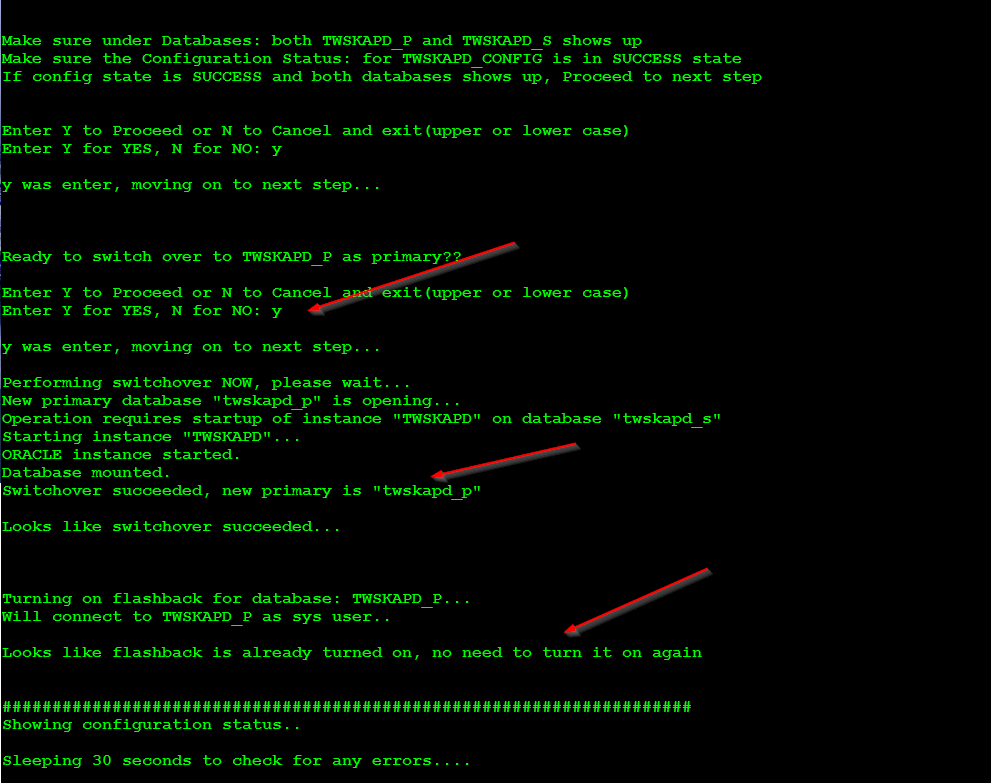 Make sure under Databases: both TWSKAPD_P and TWSKAPD_S shows up
Make sure the Configuration Status: for TWSKAPD_CONFIG is in SUCCESS state
If config state is SUCCESS and both databases shows up, Proceed to next step
Enter Y to Proceed or N to Cancel and exit(upper or lower case)
Enter Y for YES, N for NO: y
y was enter, moving on to next step...
Ready to switch over to TWSKAPD_P as primary??
Enter Y to Proceed or N to Cancel and exit(upper or lower case)
Enter Y for YES, N for NO: y
y was enter, moving on to next step...
Performing switchover NOW, please wait...
New primary database "twskapd_p" is opening...
Operation requires startup of instance "TWSKAPD" on database "twskapd_s"
Starting instance "TWSKAPD"...
ORACLE instance started.
Database mounted.
Switchover succeeded, new primary is "twskapd_p"
Looks like switchover succeeded...
Turning on flashback for database: TWSKAPD_P...
Will connect to TWSKAPD_P as sys user..
Looks like flashback is already turned on, no need to turn it on again
#####################################################################
Showing configuration status..
Sleeping 30 seconds to check for any errors....